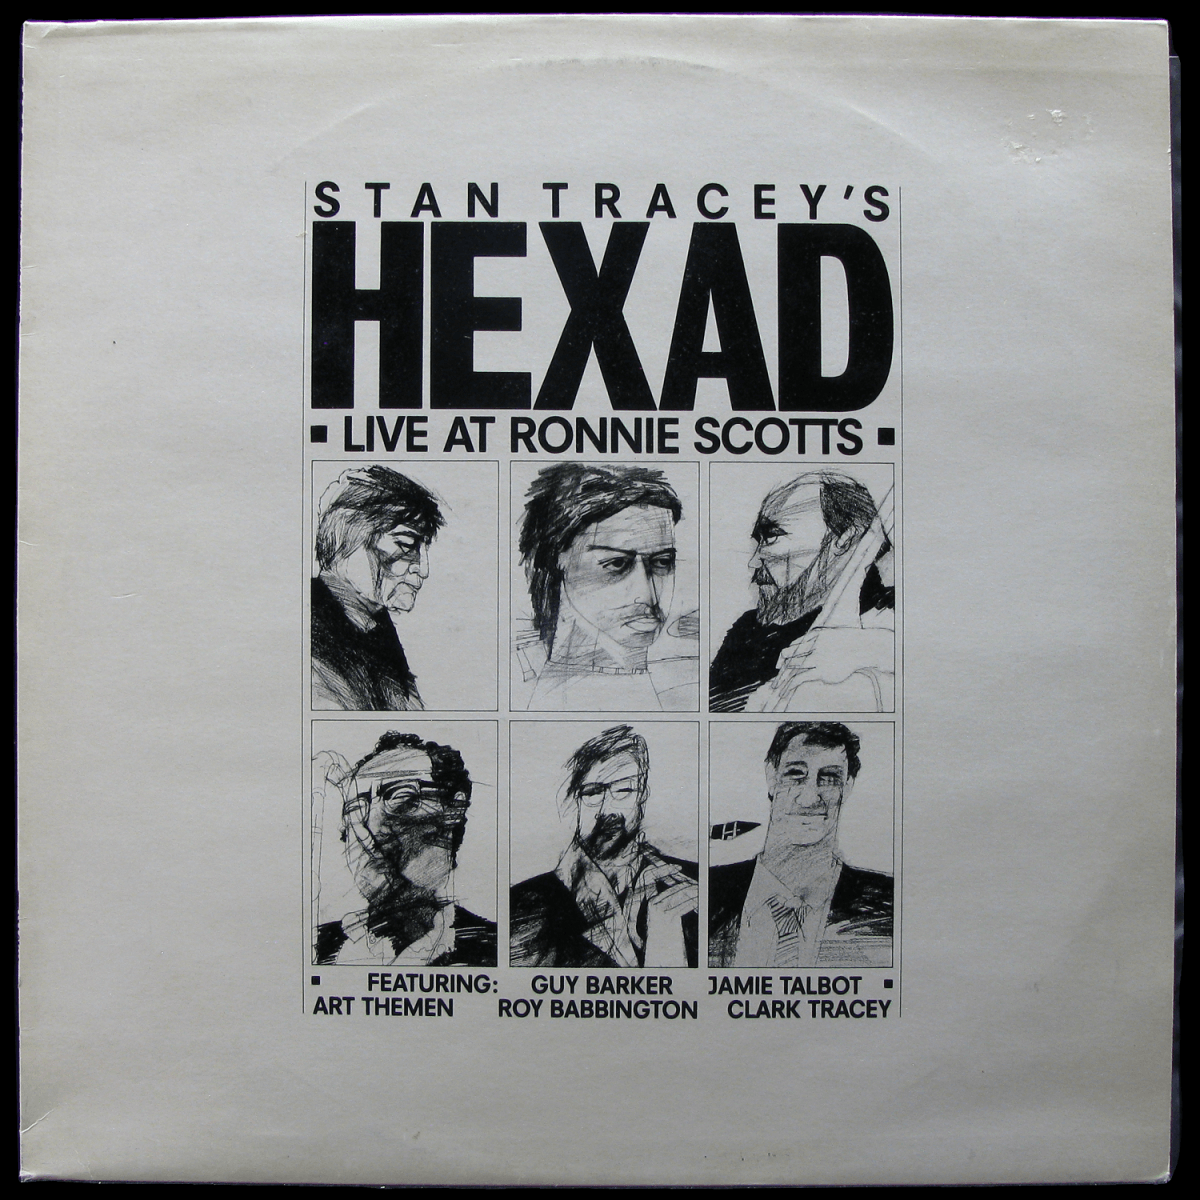 STAN TRACEY'S
HEXAD
LIVE AT RONNIE SCOTTS
FEATURING: GUY BARKER JAMIE TALBOT
ART THEMEN ROY BABBINGTON CLARK TRACEY